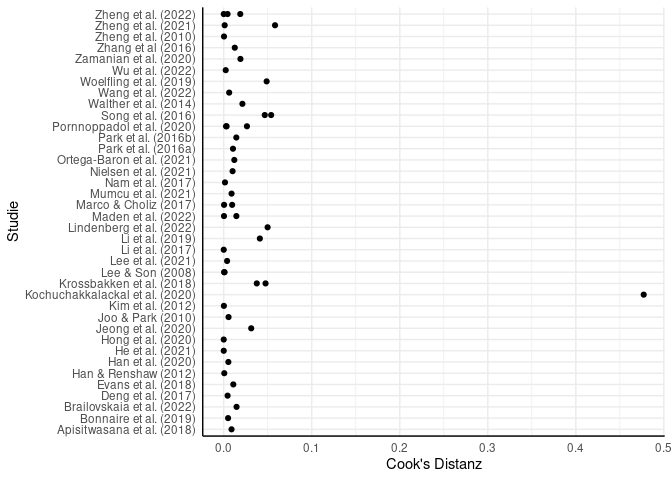 Zheng et al. (2022)
Zheng et al. (2021)
Zheng et al. (2010)
Zhang et al (2016)
Zamanian et al. (2020)
Wu et al. (2022)
Woelfling et al. (2019)
Wang et al. (2022)
Walther et al. (2014)
Song et al. (2016)
Pornnoppadol et al. (2020)
Park et al. (2016b)
Park et al. (2016a)
Ortega-Baron et al. (2021)
Nielsen et al. (2021)
Nam et al. (2017)
Mumcu et al. (2021)
Marco & Choliz (2017)
Maden et al. (2022)
Lindenberg et al. (2022)
Li et al. (2019)
Li et al. (2017)
Lee et al. (2021)
Lee & Son (2008)
Krossbakken et al. (2018)
Kochuchakkalackal et al. (2020)
Kim et al. (2012)
Joo & Park (2010)
Jeong et al. (2020)
Hong et al. (2020)
He et al. (2021)
Han et al. (2020)
Han & Renshaw (2012)
Evans et al. (2018)
Deng et al. (2017)
Brailovskaia et al. (2022)
Bonnaire et al. (2019)
Apisitwasana et al. (2018)
Studie
0.0 0.1 0.2 0.3 0.4 0.5
Cook's Distanz